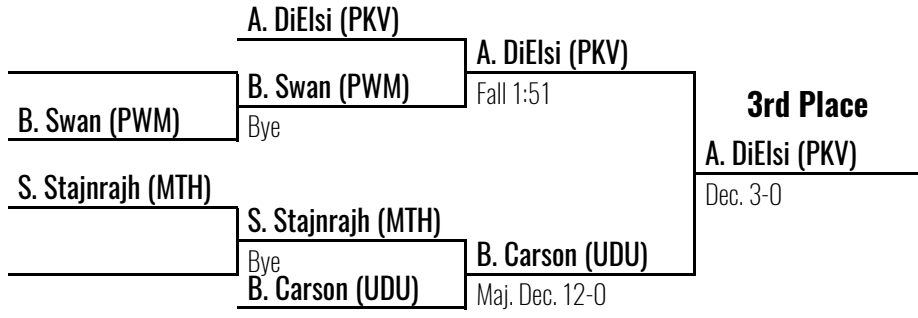 A. DiElsi (PKV)
A. DiElsi (PKV)
B. Swan (PWM)
Fall 1:51
3rd Place
B. Swan (PWM)
Bye
A. DiElsi (PKV)
S. Stajnrajh (MTH)
Dec. 3-0
S. Stajnrajh (MTH)
Bye
B. Carson (UDU)
B. Carson (UDU)
Maj. Dec. 12-0